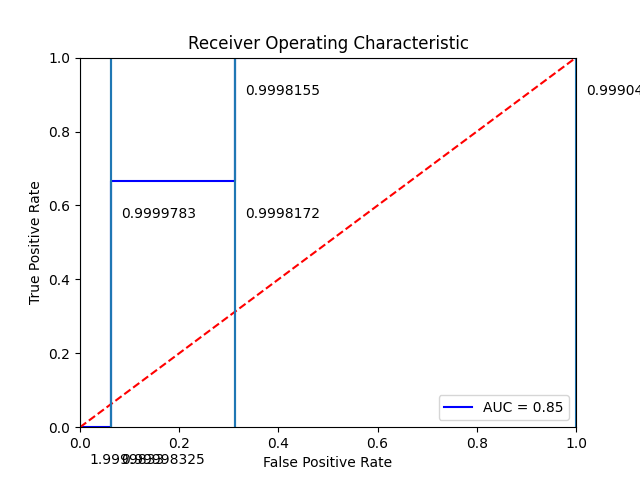 Receiver Operating Characteristic
1.0
0.8
0.6
0.4
0.2
0.0
True Positive Rate
0.9998155
0.99904
0.9999783
0.9998172
AUC = 0.85
0.0 0.2 0.4 0.6 0.8 1.0
False Positive Rate